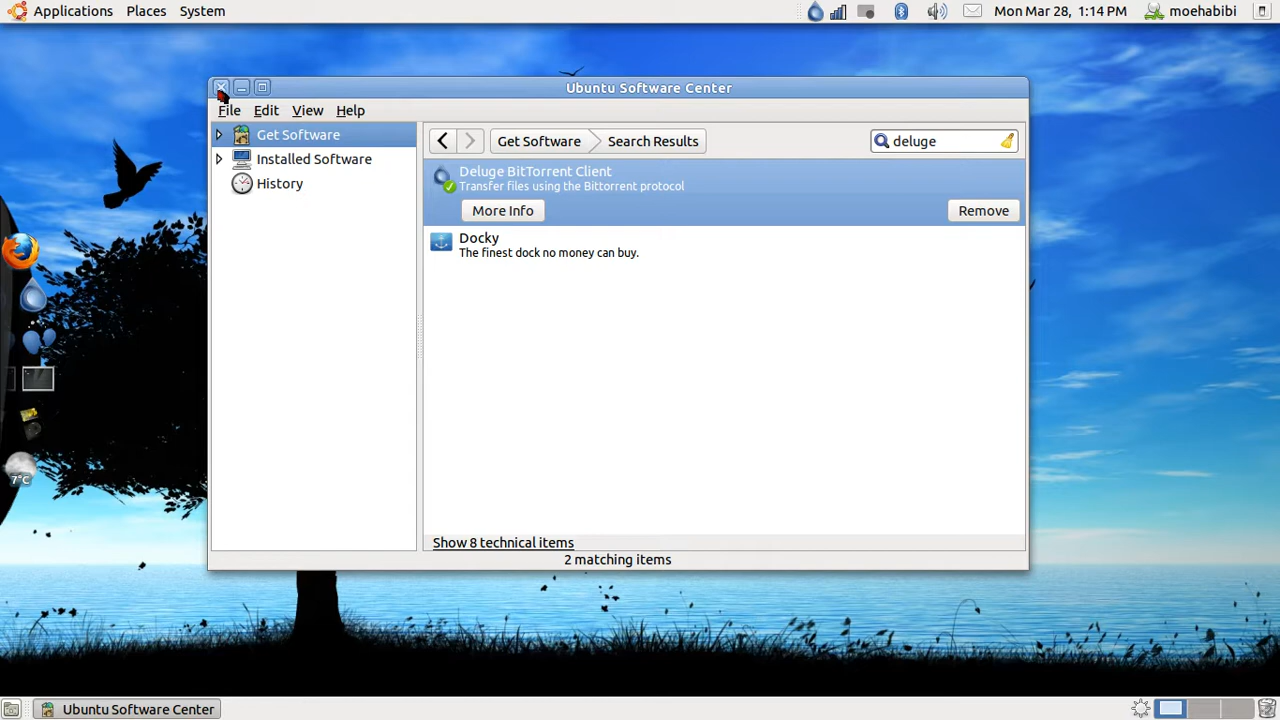 Applications Places System Mon Mar 28, 1:14 PM moehabibi
Ubuntu Software Center
File Edit View Help
Get Software
Installed Software
History
Get Software Search Results deluge
Deluge BitTorrent Client
Transfer files using the Bittorrent protocol
More Info Remove
Docky
The finest dock no money can buy.
Show 8 technical items
2 matching items
7°C
Ubuntu Software Center